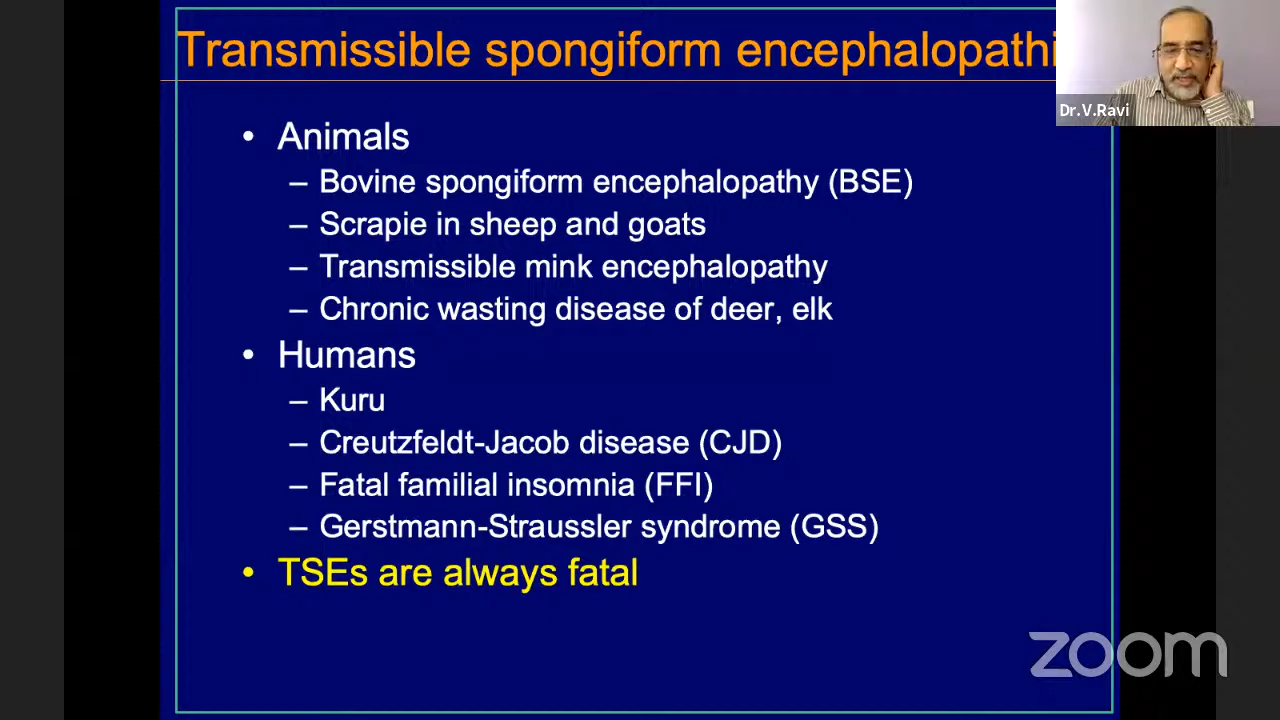 Transmissible spongiform encephalopathi
Dr.V.Ravi
• Animals
– Bovine spongiform encephalopathy (BSE)
– Scrapie in sheep and goats
– Transmissible mink encephalopathy
– Chronic wasting disease of deer, elk
• Humans
– Kuru
– Creutzfeldt-Jacob disease (CJD)
– Fatal familial insomnia (FFI)
– Gerstmann-Straussler syndrome (GSS)
• TSEs are always fatal
zoom